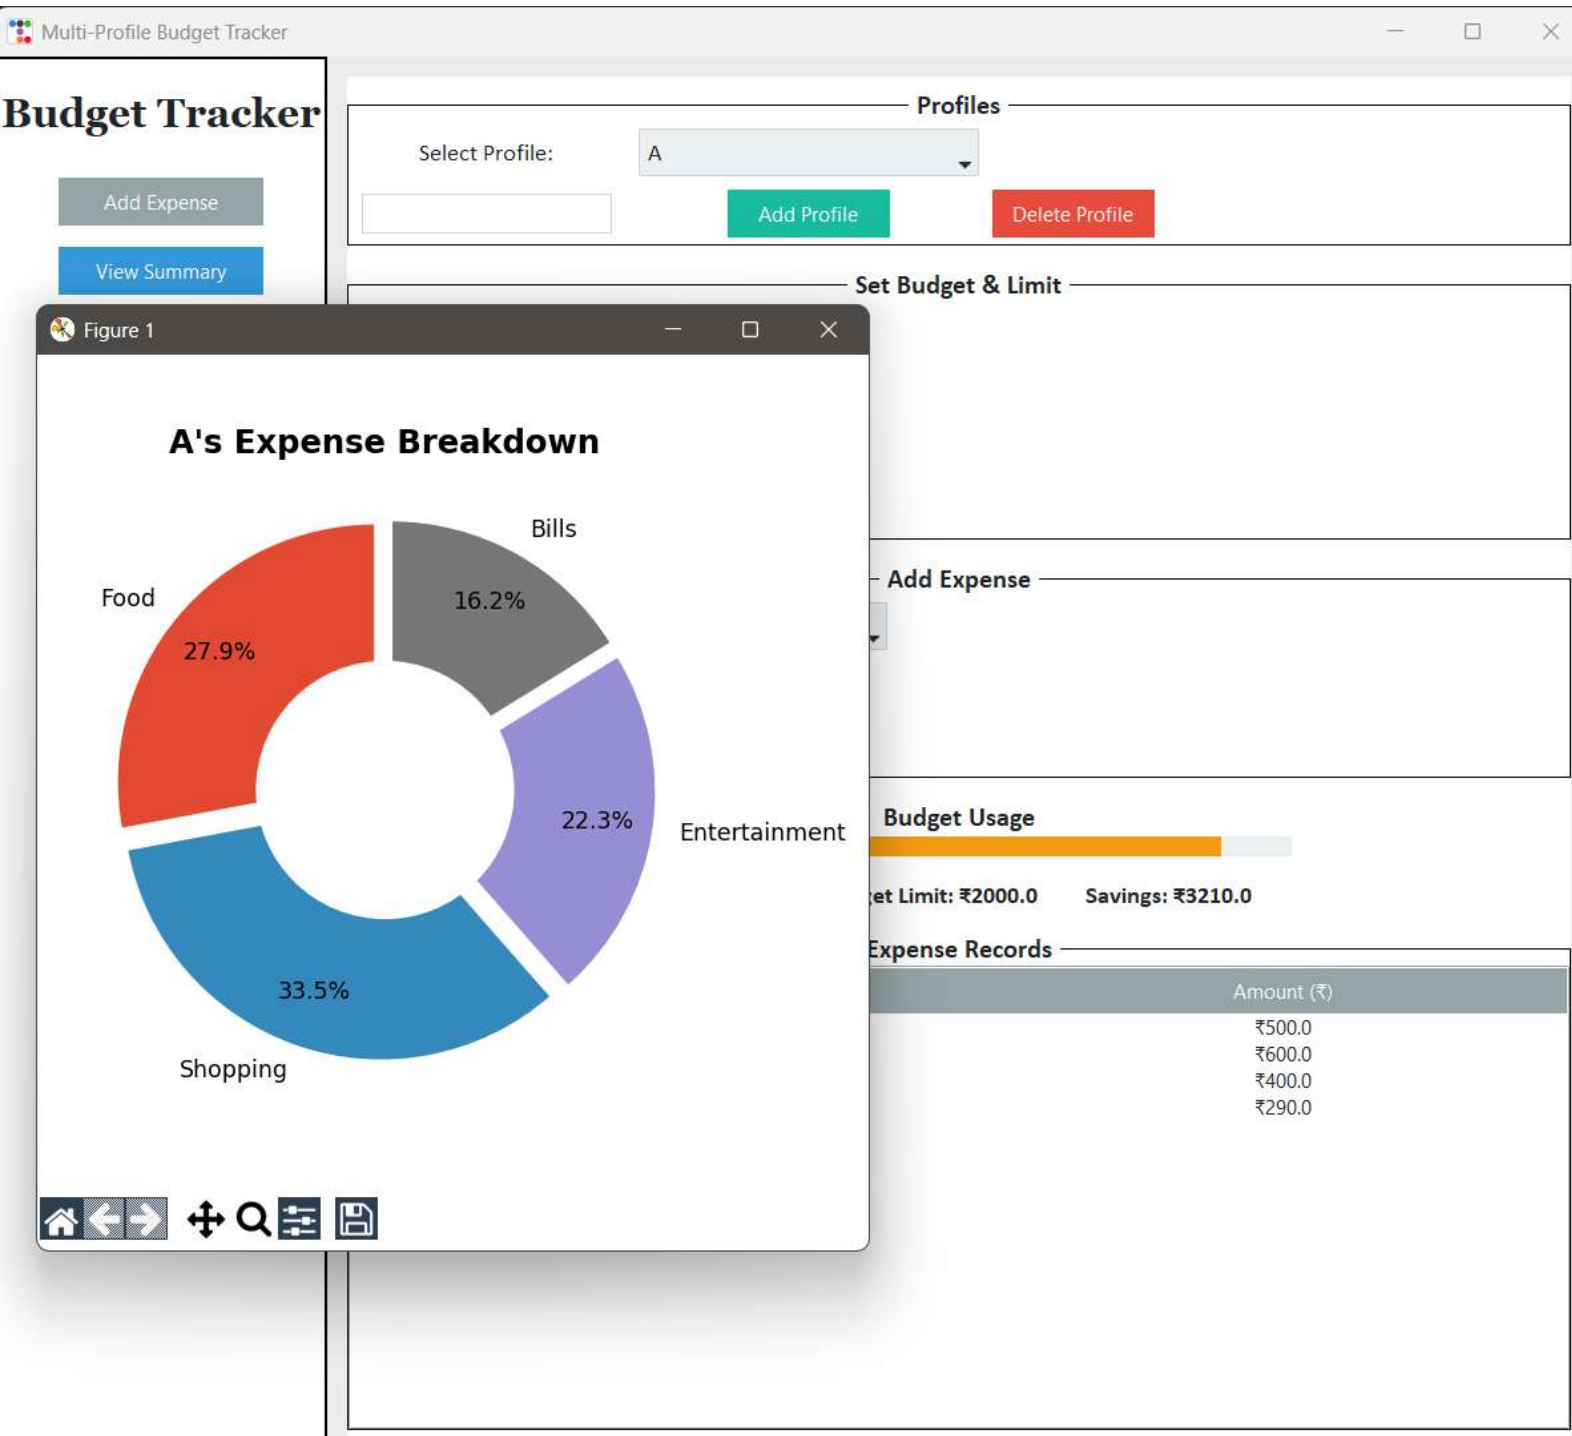 Multi-Profile Budget Tracker
Budget Tracker
Add Expense
View Summary
Profiles
Select Profile:
A
Add Profile
Delete Profile
Set Budget & Limit
Figure 1
A's Expense Breakdown
Bills
16.2%
Food
27.9%
22.3%
Entertainment
33.5%
Shopping
Add Expense
Budget Usage
Limit: ₹2000.0
Savings: ₹3210.0
Expense Records
Amount (₹)
₹500.0
₹600.0
₹400.0
₹290.0